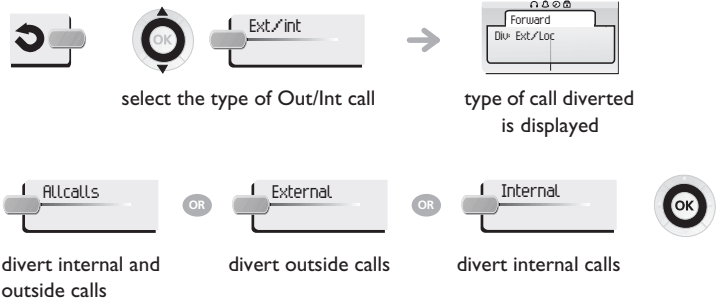 OK
Ext/int
Forward
Div: Ext/Loc
select the type of Out/Int call
type of call diverted
is displayed
Allcalls
OR
External
OR
Internal
OK
divert internal and
outside calls
divert outside calls
divert internal calls